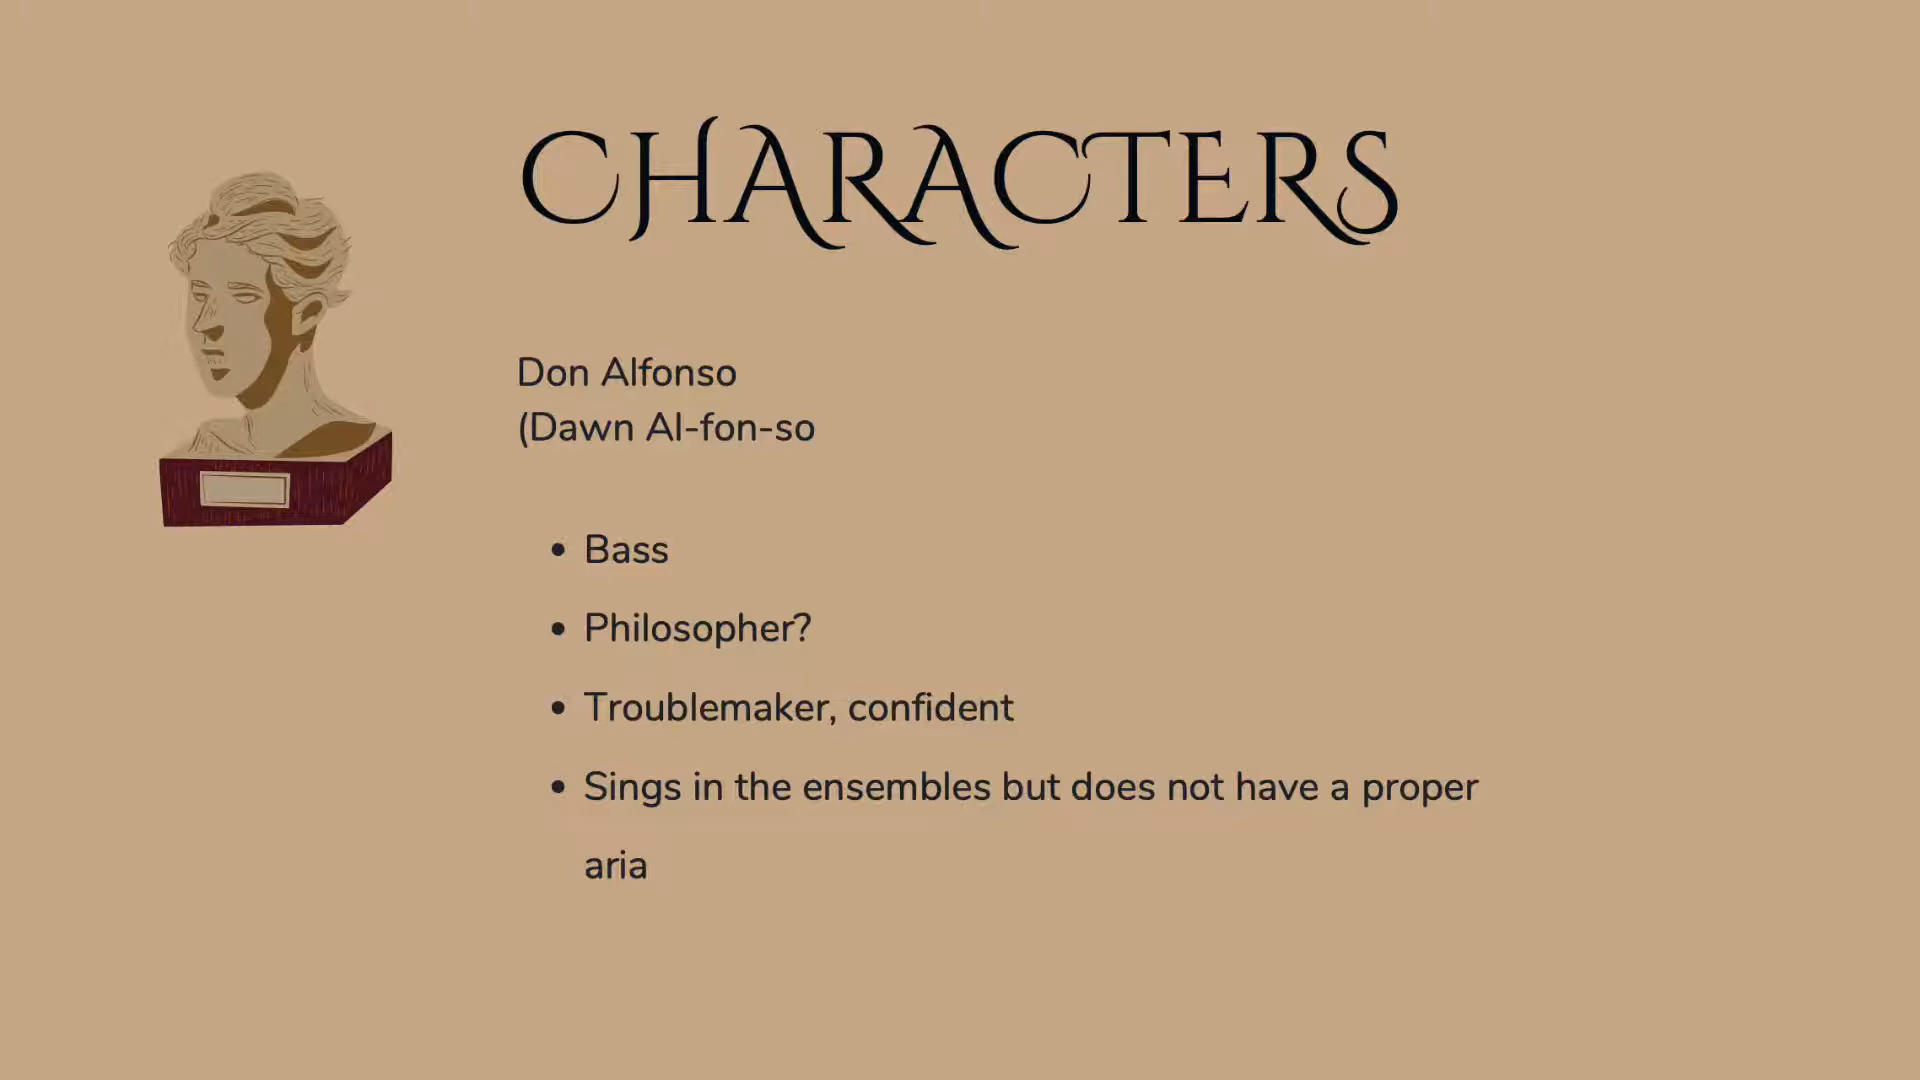 CHARACTERS
Don Alfonso
(Dawn Al-fon-so
• Bass
• Philosopher?
• Troublemaker, confident
• Sings in the ensembles but does not have a proper
aria